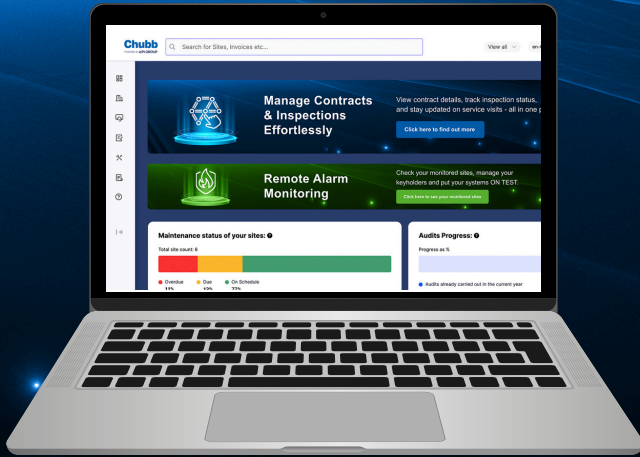 Chubb
Search for Sites, Invoices etc...
View all
Manage Contracts
& Inspections
Effortlessly
View contract details, track inspection status,
and stay updated on service visits - all in one
Click here to find out more
Remote Alarm
Monitoring
Check your monitored sites, manage your
keyholders and put your systems ON TEST.
Click here to see your monitored sites
Maintenance status of your sites:
Total site count: 6
Overdue
Due
On Schedule
Audits Progress:
Progress as %
Audits already carried out in the current year